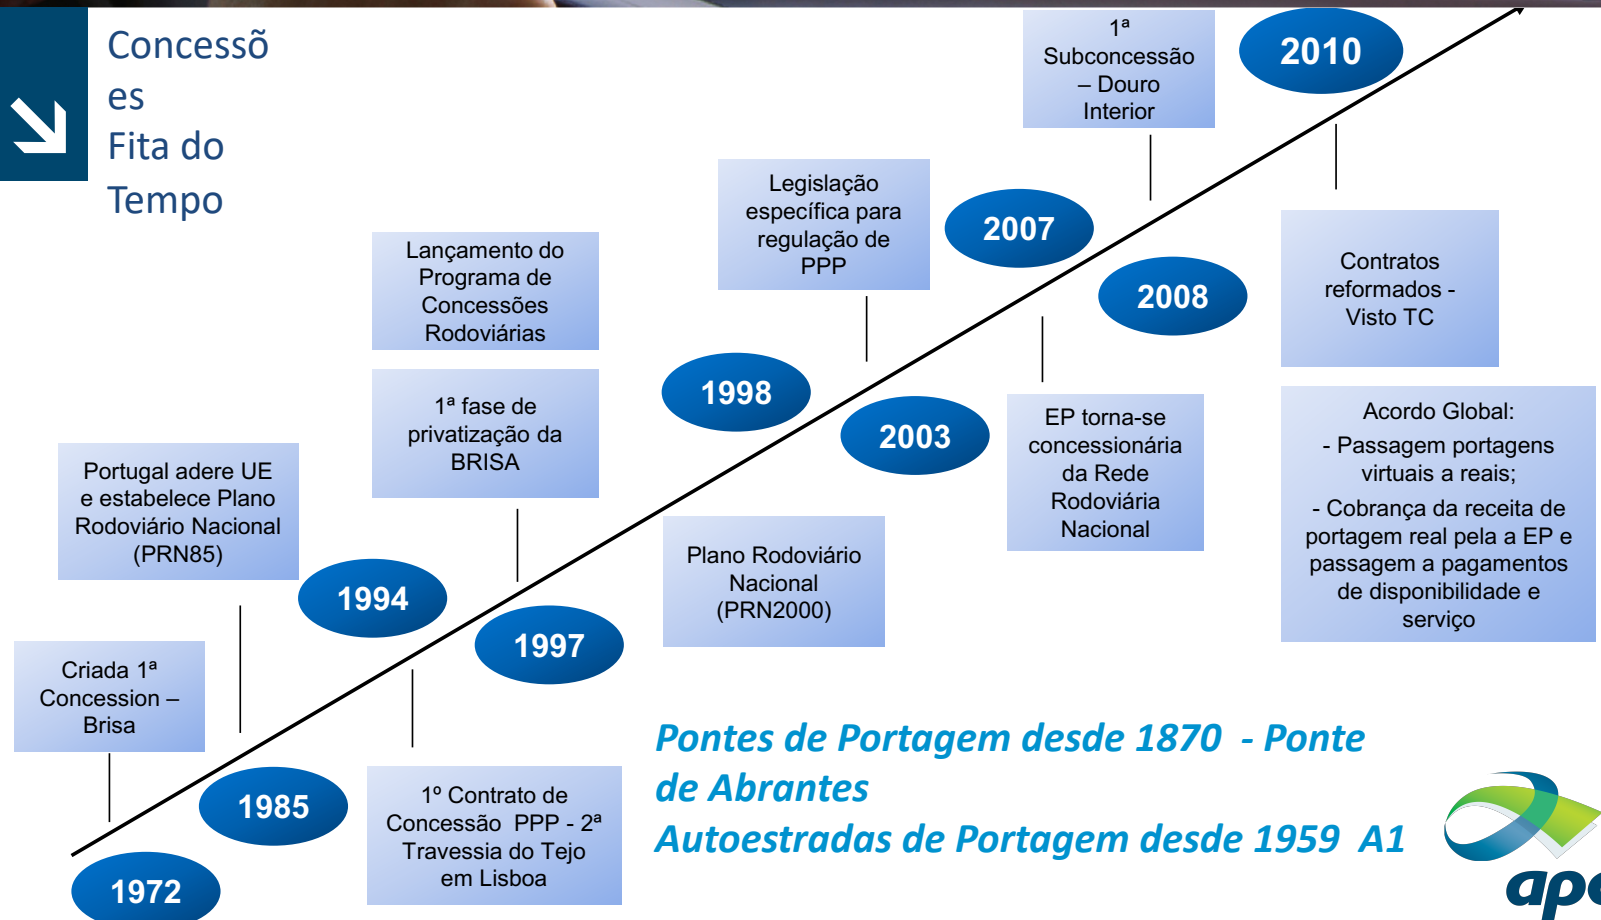 Concessõ
es
Fita do
Tempo
1ª
Subconcessão
– Douro
Interior
2010
Legislação
específica para
regulação de
PPP
2007
Lançamento do
Programa de
Concessões
Rodoviárias
2008
Contratos
reformados -
Visto TC
1ª fase de
privatização da
BRISA
1998
2003
EP torna-se
concessionária
da Rede
Rodoviária
Nacional
Acordo Global:
- Passagem portagens
virtuais a reais;
- Cobrança da receita de
portagem real pela a EP e
passagem a pagamentos
de disponibilidade e
serviço
Portugal adere UE
e estabelece Plano
Rodoviário Nacional
(PRN85)
Plano Rodoviário
Nacional
(PRN2000)
1994
1997
Criada 1ª
Concession –
Brisa
1985
1º Contrato de
Concessão PPP - 2ª
Travessia do Tejo
em Lisboa
1972
Pontes de Portagem desde 1870 - Ponte
de Abrantes
Autoestradas de Portagem desde 1959 A1